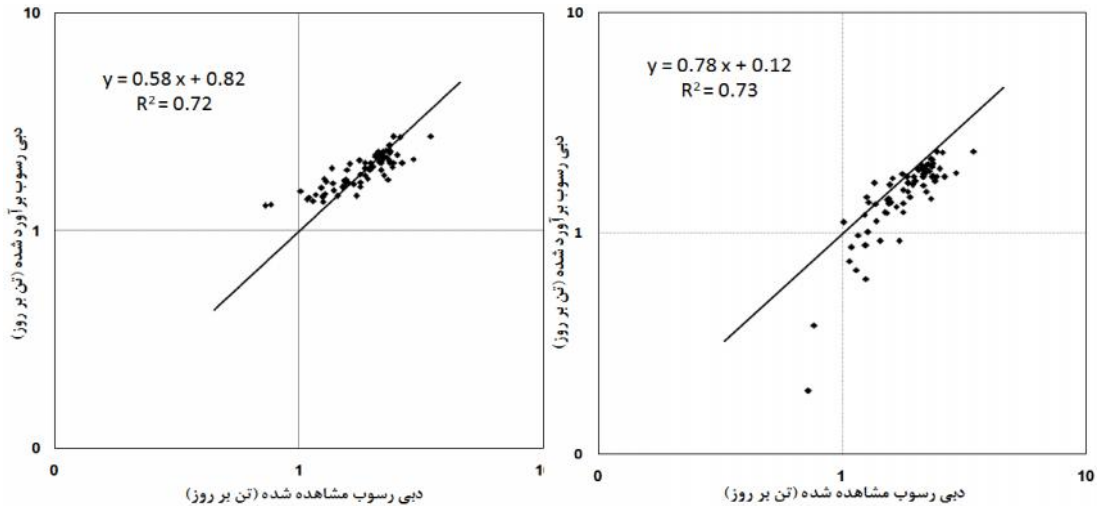 10
y = 0.58 x + 0.82
R² = 0.72
دبی رسوب برآورد شده (تن بر روز)
1
0
0
1
10
دبی رسوب مشاهده شده (تن بر روز)
10
y = 0.78 x + 0.12
R² = 0.73
دبی رسوب برآورد شده (تن بر روز)
1
0
0
1
10
دبی رسوب مشاهده شده (تن بر روز)